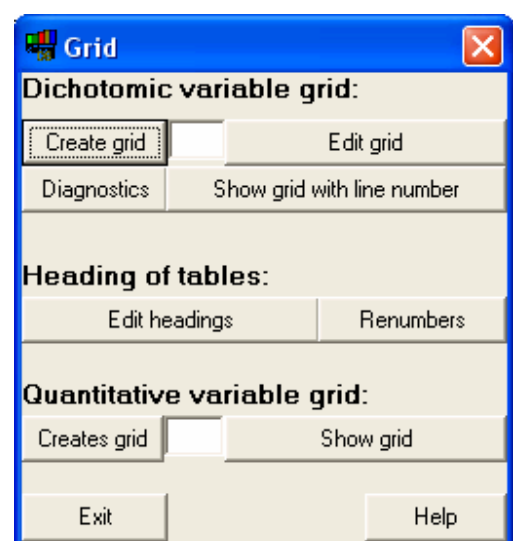 Grid
Dichotomic variable grid:
Create grid Edit grid
Diagnostics Show grid with line number
Heading of tables:
Edit headings Renumbers
Quantitative variable grid:
Creates grid Show grid
Exit Help